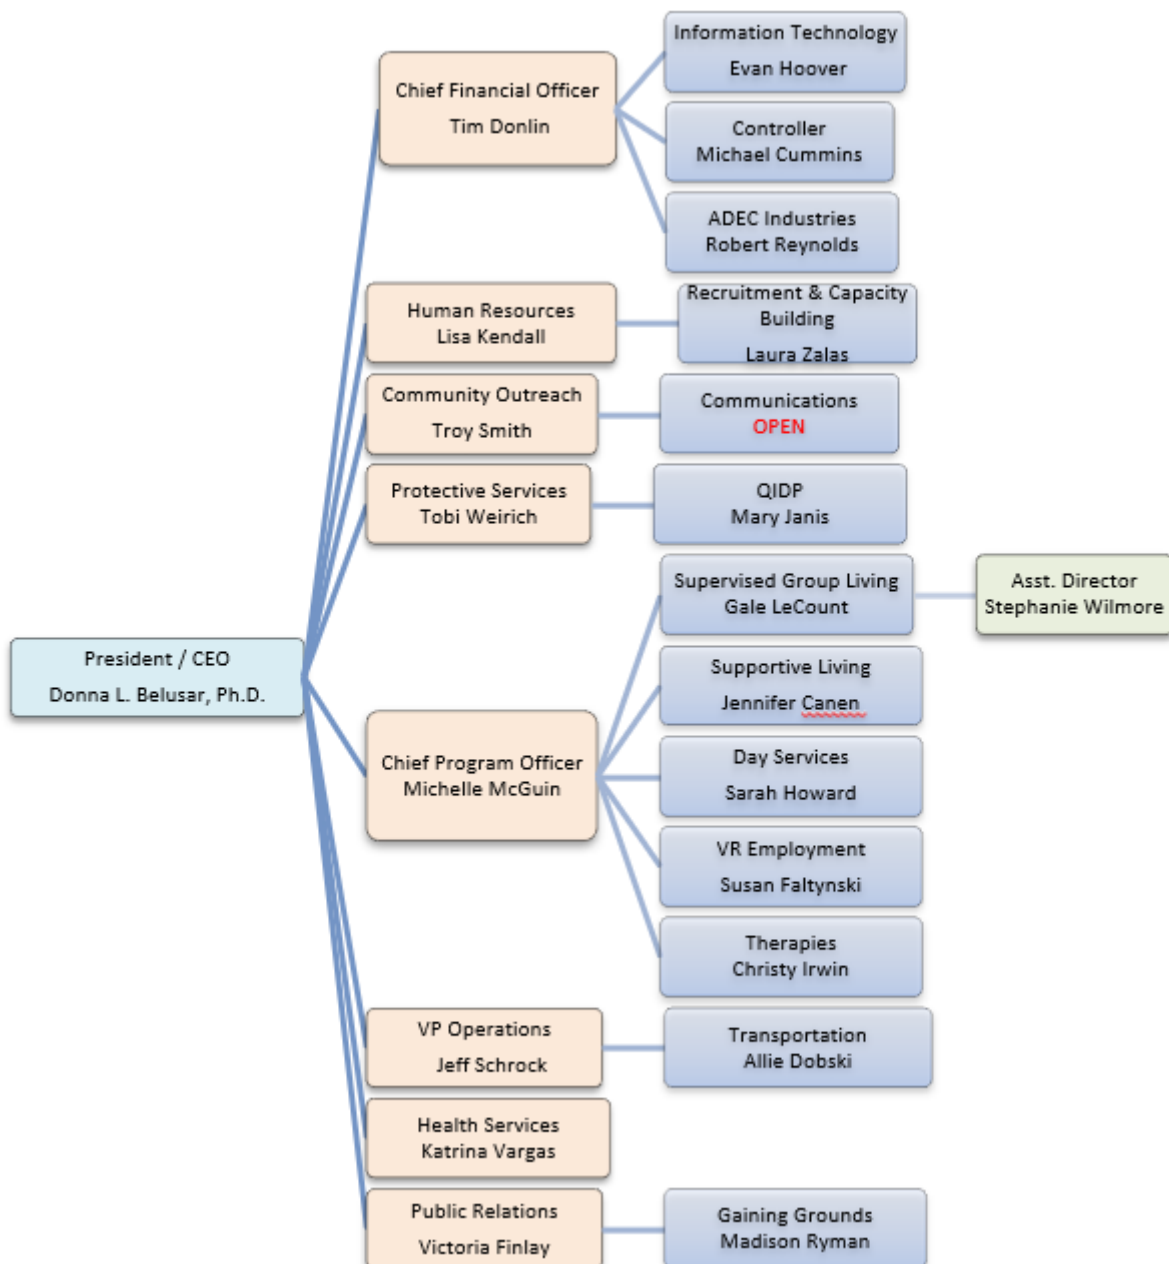 Information Technology
Evan Hoover
Chief Financial Officer
Tim Donlin
Controller
Michael Cummins
ADEC Industries
Robert Reynolds
Human Resources
Lisa Kendall
Recruitment & Capacity
Building
Laura Zalas
Community Outreach
Troy Smith
Communications
OPEN
Protective Services
Tobi Weirich
QIDP
Mary Janis
Supervised Group Living
Gale LeCount
Asst. Director
Stephanie Wilmore
President / CEO
Donna L. Belusar, Ph.D.
Supportive Living
Jennifer Canen
Chief Program Officer
Michelle McGuin
Day Services
Sarah Howard
VR Employment
Susan Faltynski
Therapies
Christy Irwin
VP Operations
Jeff Schrock
Transportation
Allie Dobski
Health Services
Katrina Vargas
Public Relations
Victoria Finlay
Gaining Grounds
Madison Ryman